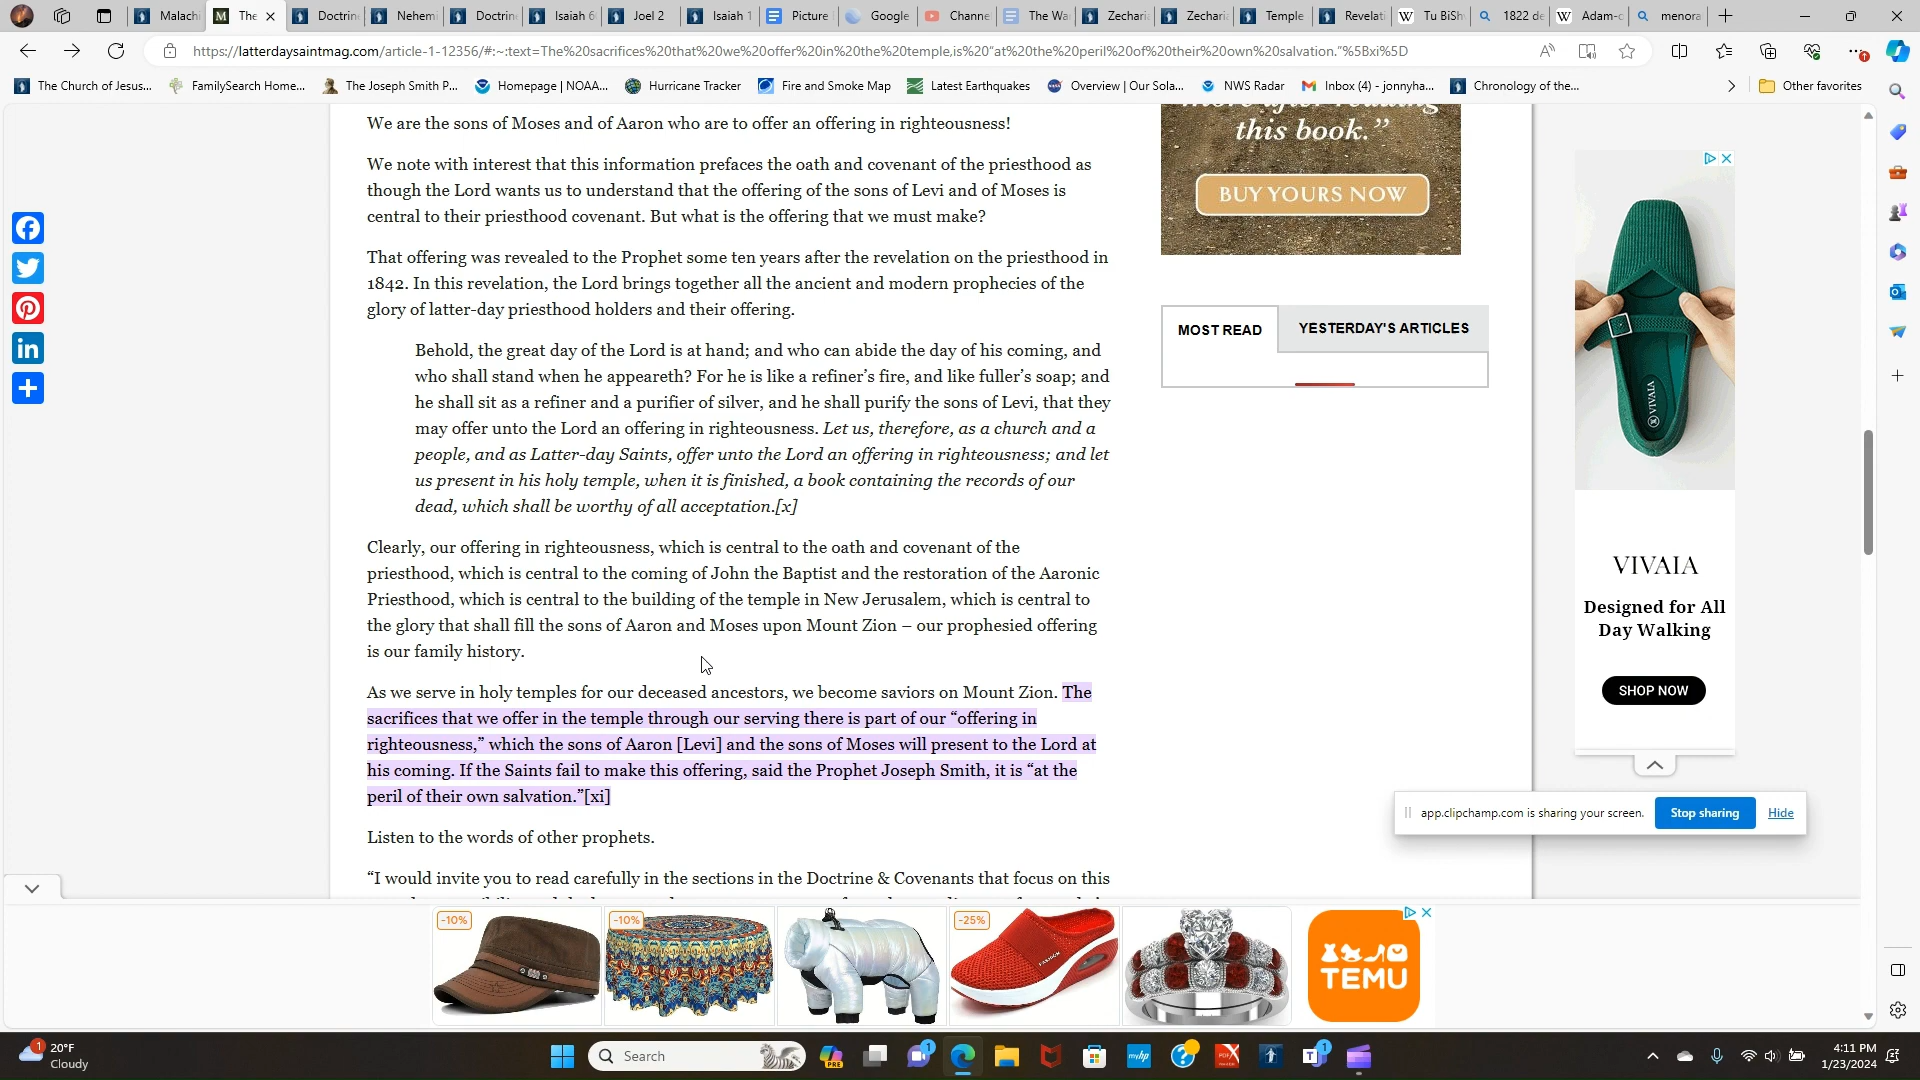 Malachi
The
Doctrine
Nehemi
Doctrine
Isaiah 6
Joel 2
Isaiah 1
Picture
Google
Channe
The Wa
Zecharia
Zecharia
Temple
Revelati
Tu BiSh
1822 de
Adam-c
menora
https://latterdaysaintmag.com/article-1-12356/#:~:text=The%20sacrifices%20that%20we%20offer%20in%20the%20temple,is%20“at%20the%20peril%20of%20their%20own%20salvation.”%5Bxi%5D
The Church of Jesus...
FamilySearch Home...
The Joseph Smith P...
Homepage | NOAA...
Hurricane Tracker
Fire and Smoke Map
Latest Earthquakes
Overview | Our Sola...
NWS Radar
Inbox (4) - jonnyha...
Chronology of the...
Other favorites
We are the sons of Moses and of Aaron who are to offer an offering in righteousness!
We note with interest that this information prefaces the oath and covenant of the priesthood as
though the Lord wants us to understand that the offering of the sons of Levi and of Moses is
central to their priesthood covenant. But what is the offering that we must make?
That offering was revealed to the Prophet some ten years after the revelation on the priesthood in
1842. In this revelation, the Lord brings together all the ancient and modern prophecies of the
glory of latter-day priesthood holders and their offering.
Behold, the great day of the Lord is at hand; and who can abide the day of his coming, and
who shall stand when he appeareth? For he is like a refiner’s fire, and like fuller’s soap; and
he shall sit as a refiner and a purifier of silver, and he shall purify the sons of Levi, that they
may offer unto the Lord an offering in righteousness. Let us, therefore, as a church and a
people, and as Latter-day Saints, offer unto the Lord an offering in righteousness; and let
us present in his holy temple, when it is finished, a book containing the records of our
dead, which shall be worthy of all acceptation.[x]
Clearly, our offering in righteousness, which is central to the oath and covenant of the
priesthood, which is central to the coming of John the Baptist and the restoration of the Aaronic
Priesthood, which is central to the building of the temple in New Jerusalem, which is central to
the glory that shall fill the sons of Aaron and Moses upon Mount Zion – our prophesied offering
is our family history.
As we serve in holy temples for our deceased ancestors, we become saviors on Mount Zion. The
sacrifices that we offer in the temple through our serving there is part of our “offering in
righteousness,” which the sons of Aaron [Levi] and the sons of Moses will present to the Lord at
his coming. If the Saints fail to make this offering, said the Prophet Joseph Smith, it is “at the
peril of their own salvation.”[xi]
Listen to the words of other prophets.
“I would invite you to read carefully in the sections in the Doctrine & Covenants that focus on this
this book.”
BUY YOURS NOW
MOST READ
YESTERDAY'S ARTICLES
VIVAIA
VIVAIA
Designed for All
Day Walking
SHOP NOW
app.clipchamp.com is sharing your screen.
Stop sharing
Hide
-10%
-10%
-25%
TEMU
1
20°F
Cloudy
Search
PRE
1
myhp
PDF
1
4:11 PM
1/23/2024